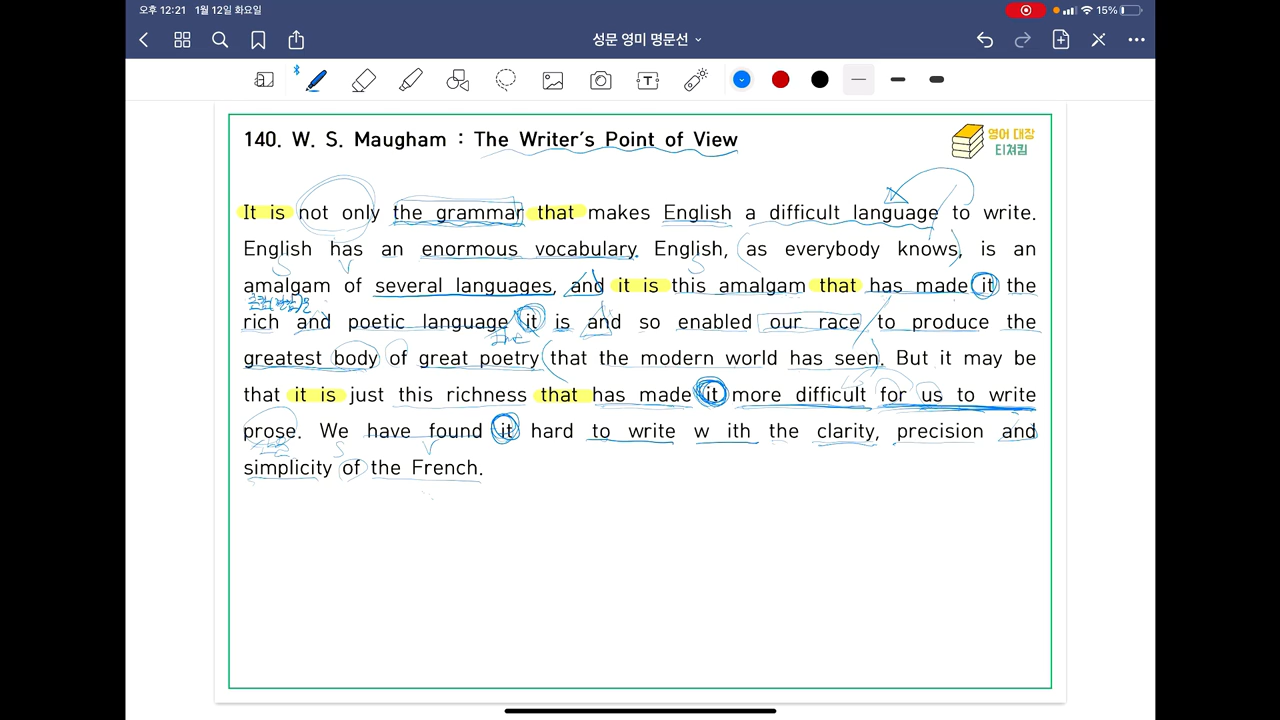 오후 12:21 1월 12일 화요일
15%
성문 영미 명문선
140. W. S. Maugham : The Writer's Point of View
영어 대장
티쳐킴
It is not only the grammar that makes English a difficult language to write.
English has an enormous vocabulary. English, (as everybody knows), is an
S V S
amalgam of several languages, and it is this amalgam that has made it the
rich and poetic language it is and so enabled our race to produce the
greatest body of great poetry (that the modern world has seen). But it may be
that it is just this richness that has made it more difficult for us to write
prose. We have found it hard to write w ith the clarity, precision and
S V
simplicity of the French.